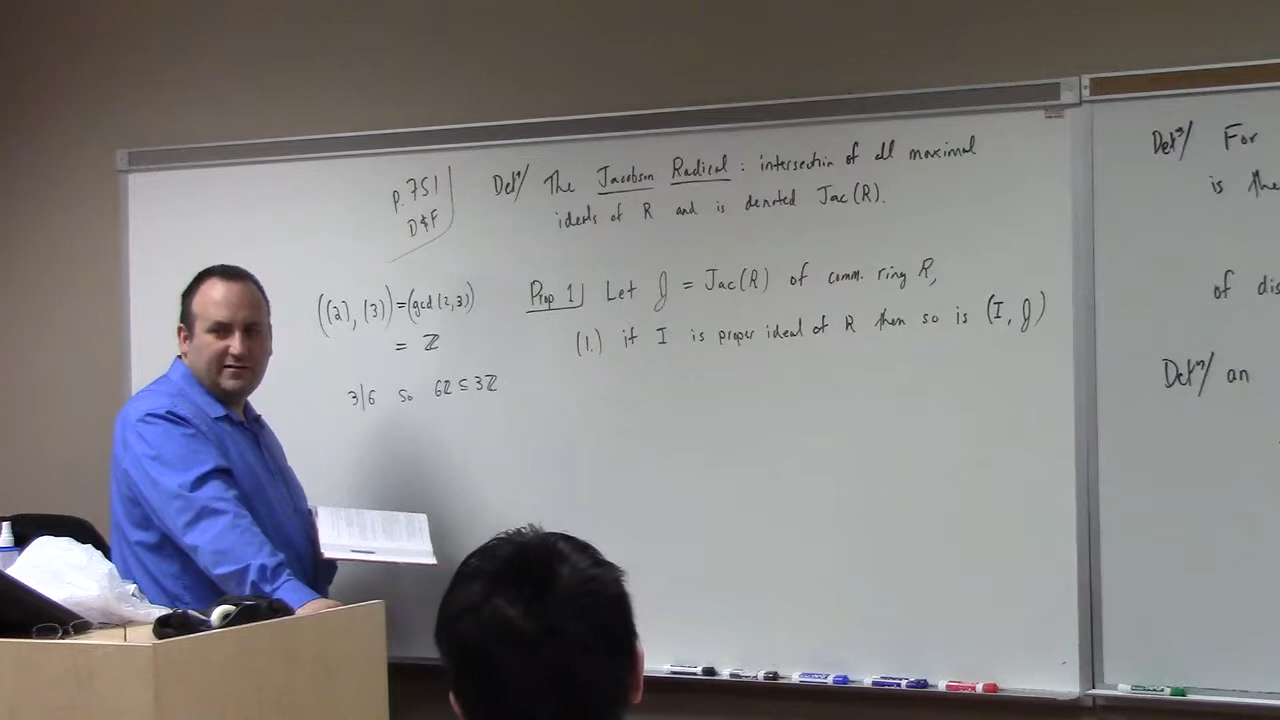 p.751
D&F
Def⁠ⁿ/ The Jacobson Radical : intersection of all maximal
ideals of R and is denoted Jac(R).
((2), (3)) = (gcd(2,3))
= ℤ
3|6 so 6ℤ ⊆ 3ℤ
Prop 1 Let J = Jac(R) of comm. ring R,
(1.) if I is proper ideal of R then so is (I, J)
Defⁿ/ For
is the
of dis
Defⁿ/ an